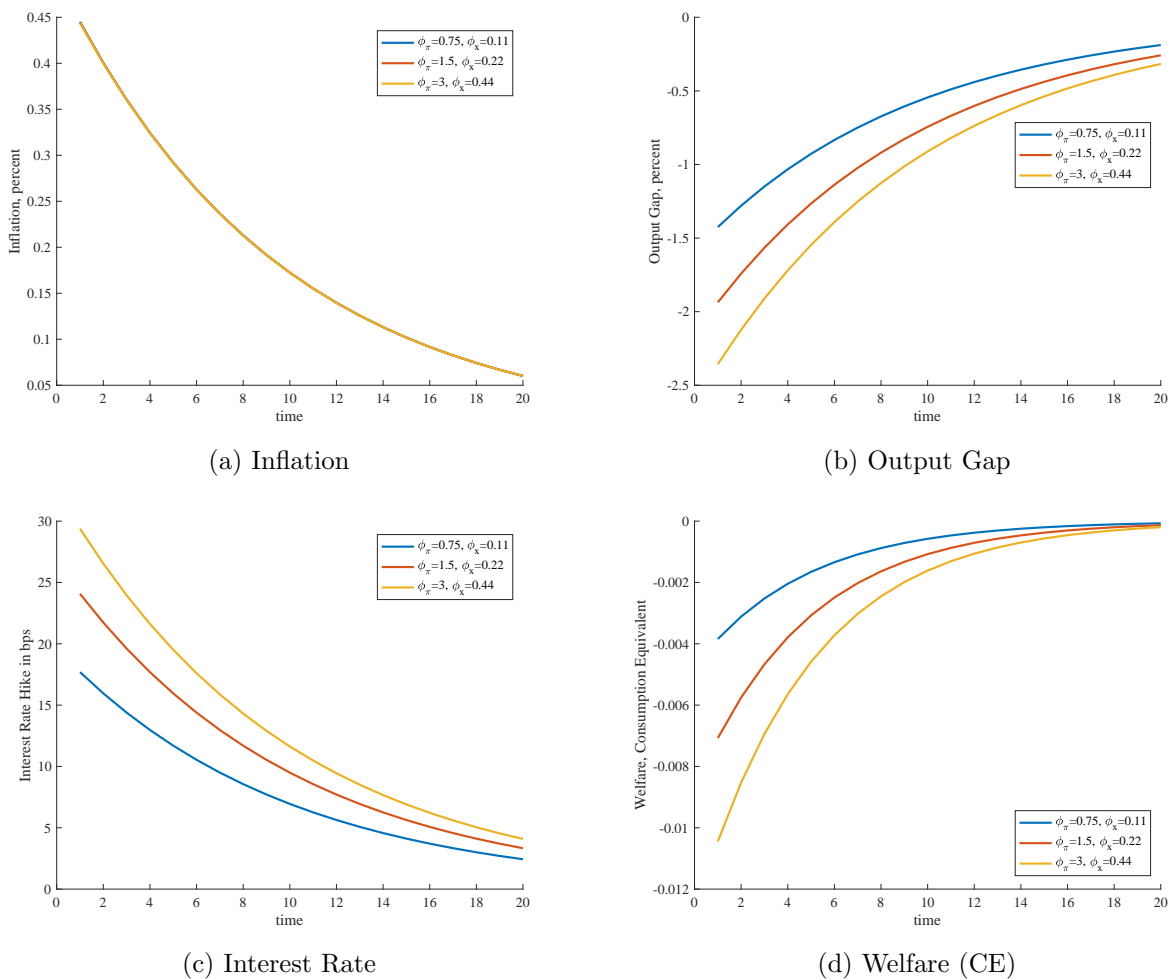 0.45
0.4
0.35
0.3
0.25
0.2
0.15
0.1
0.05
0 2 4 6 8 10 12 14 16 18 20
time
Inflation, percent
ϕπ=0.75, ϕx=0.11
ϕπ=1.5, ϕx=0.22
ϕπ=3, ϕx=0.44
(a) Inflation
0
-0.5
-1
-1.5
-2
-2.5
0 2 4 6 8 10 12 14 16 18 20
time
Output Gap, percent
ϕπ=0.75, ϕx=0.11
ϕπ=1.5, ϕx=0.22
ϕπ=3, ϕx=0.44
(b) Output Gap
30
25
20
15
10
5
0
0 2 4 6 8 10 12 14 16 18 20
time
Interest Rate Hike in bps
ϕπ=0.75, ϕx=0.11
ϕπ=1.5, ϕx=0.22
ϕπ=3, ϕx=0.44
(c) Interest Rate
0
-0.002
-0.004
-0.006
-0.008
-0.01
-0.012
0 2 4 6 8 10 12 14 16 18 20
time
Welfare, Consumption Equivalent
ϕπ=0.75, ϕx=0.11
ϕπ=1.5, ϕx=0.22
ϕπ=3, ϕx=0.44
(d) Welfare (CE)